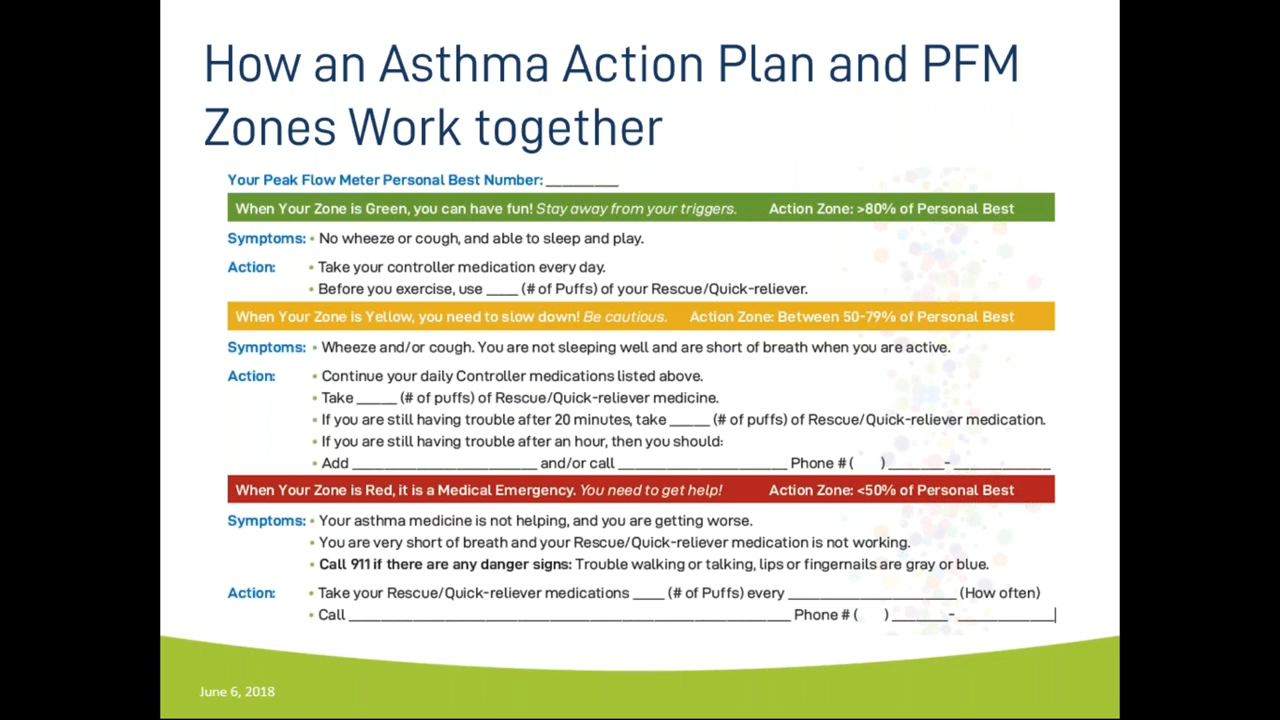 How an Asthma Action Plan and PFM
Zones Work together
Your Peak Flow Meter Personal Best Number: _________
When Your Zone is Green, you can have fun! Stay away from your triggers. Action Zone: >80% of Personal Best
Symptoms: • No wheeze or cough, and able to sleep and play.
Action: • Take your controller medication every day.
• Before you exercise, use ____ (# of Puffs) of your Rescue/Quick-reliever.
When Your Zone is Yellow, you need to slow down! Be cautious. Action Zone: Between 50-79% of Personal Best
Symptoms: • Wheeze and/or cough. You are not sleeping well and are short of breath when you are active.
Action: • Continue your daily Controller medications listed above.
• Take _____ (# of puffs) of Rescue/Quick-reliever medicine.
• If you are still having trouble after 20 minutes, take _____ (# of puffs) of Rescue/Quick-reliever medication.
• If you are still having trouble after an hour, then you should:
• Add _______________________ and/or call _____________________ Phone # ( ) _______-____________
When Your Zone is Red, it is a Medical Emergency. You need to get help! Action Zone: <50% of Personal Best
Symptoms: • Your asthma medicine is not helping, and you are getting worse.
• You are very short of breath and your Rescue/Quick-reliever medication is not working.
• Call 911 if there are any danger signs: Trouble walking or talking, lips or fingernails are gray or blue.
Action: • Take your Rescue/Quick-reliever medications ____ (# of Puffs) every _____________________ (How often)
• Call _______________________________________________________ Phone # ( ) _______-____________
June 6, 2018